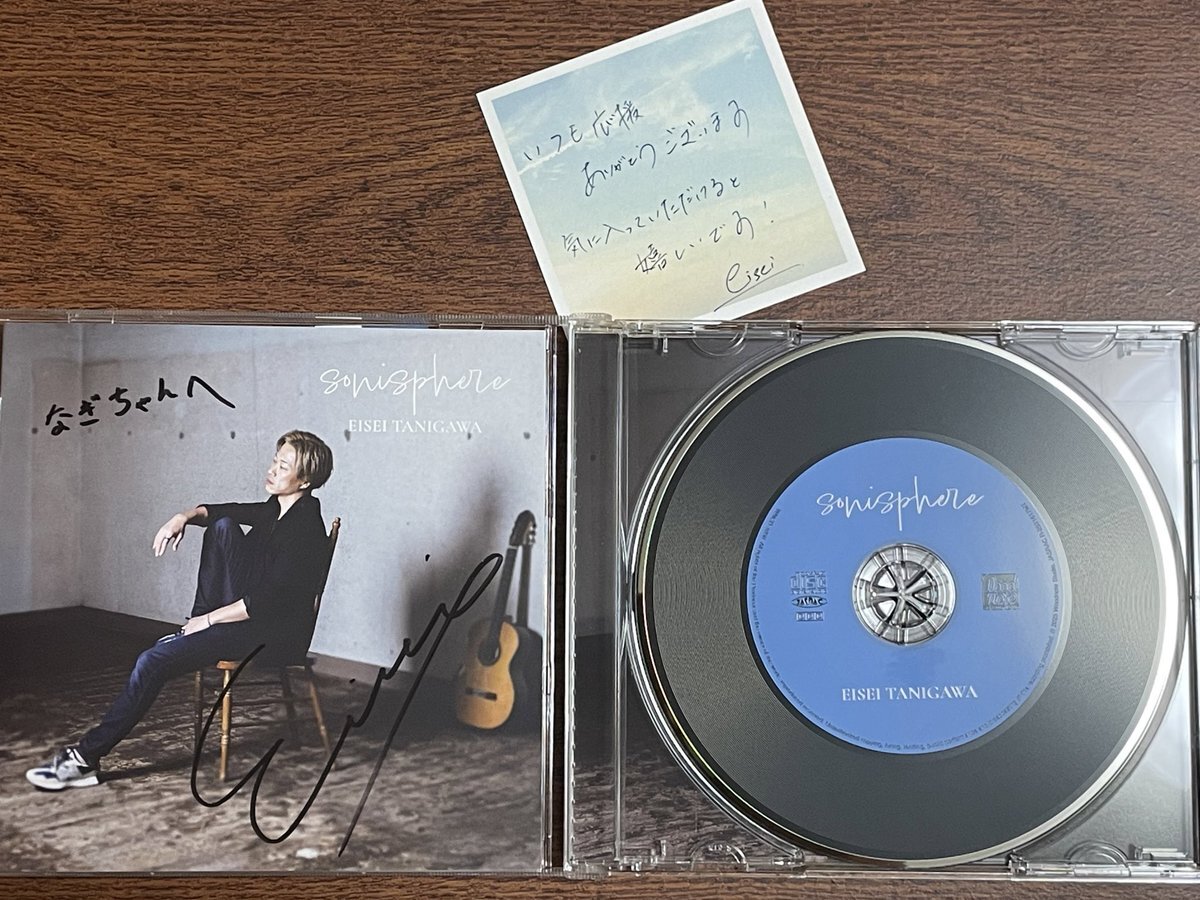 いつも応援
ありがとうございます
気に入っていただけると
嬉しいです!
eisei
なぎちゃんへ
sonisphere
EISEI TANIGAWA
sonisphere
EISEI TANIGAWA